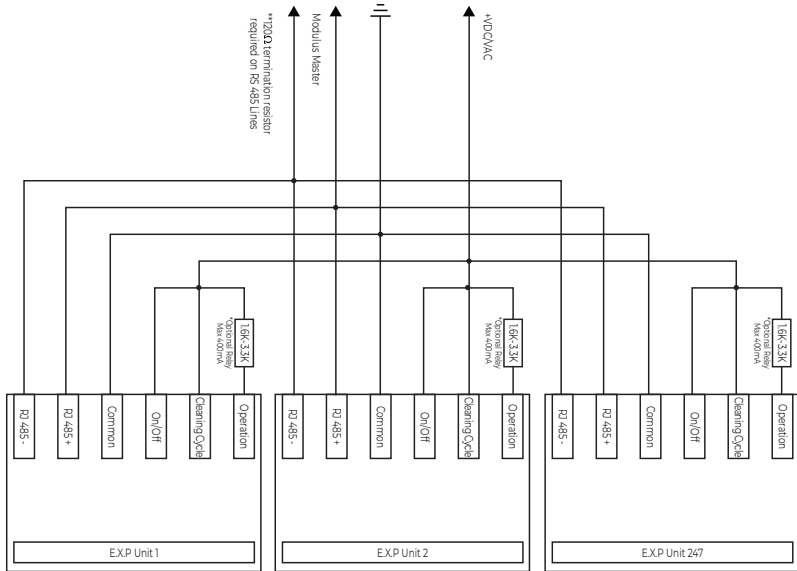 **120Ω termination resistor
required on RS 485 Lines
Modulus Master
+VDC/VAC
1.6K-3.3K
*Optional Relay
Max 400mA
1.6K-3.3K
*Optional Relay
Max 400mA
1.6K-3.3K
*Optional Relay
Max 400mA
RJ 485 -
RJ 485 +
Common
On/Off
Cleaning Cycle
Operation
RJ 485 -
RJ 485 +
Common
On/Off
Cleaning Cycle
Operation
RJ 485 -
RJ 485 +
Common
On/Off
Cleaning Cycle
Operation
E.X.P Unit 1
E.X.P Unit 2
E.X.P Unit 247